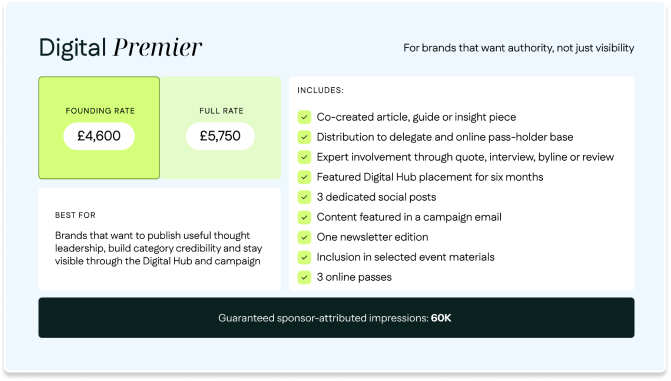 Digital Premier
For brands that want authority, not just visibility
FOUNDING RATE
£4,600
FULL RATE
£5,750
BEST FOR
Brands that want to publish useful thought
leadership, build category credibility and stay
visible through the Digital Hub and campaign
INCLUDES:
Co-created article, guide or insight piece
Distribution to delegate and online pass-holder base
Expert involvement through quote, interview, byline or review
Featured Digital Hub placement for six months
3 dedicated social posts
Content featured in a campaign email
One newsletter edition
Inclusion in selected event materials
3 online passes
Guaranteed sponsor-attributed impressions: 60K